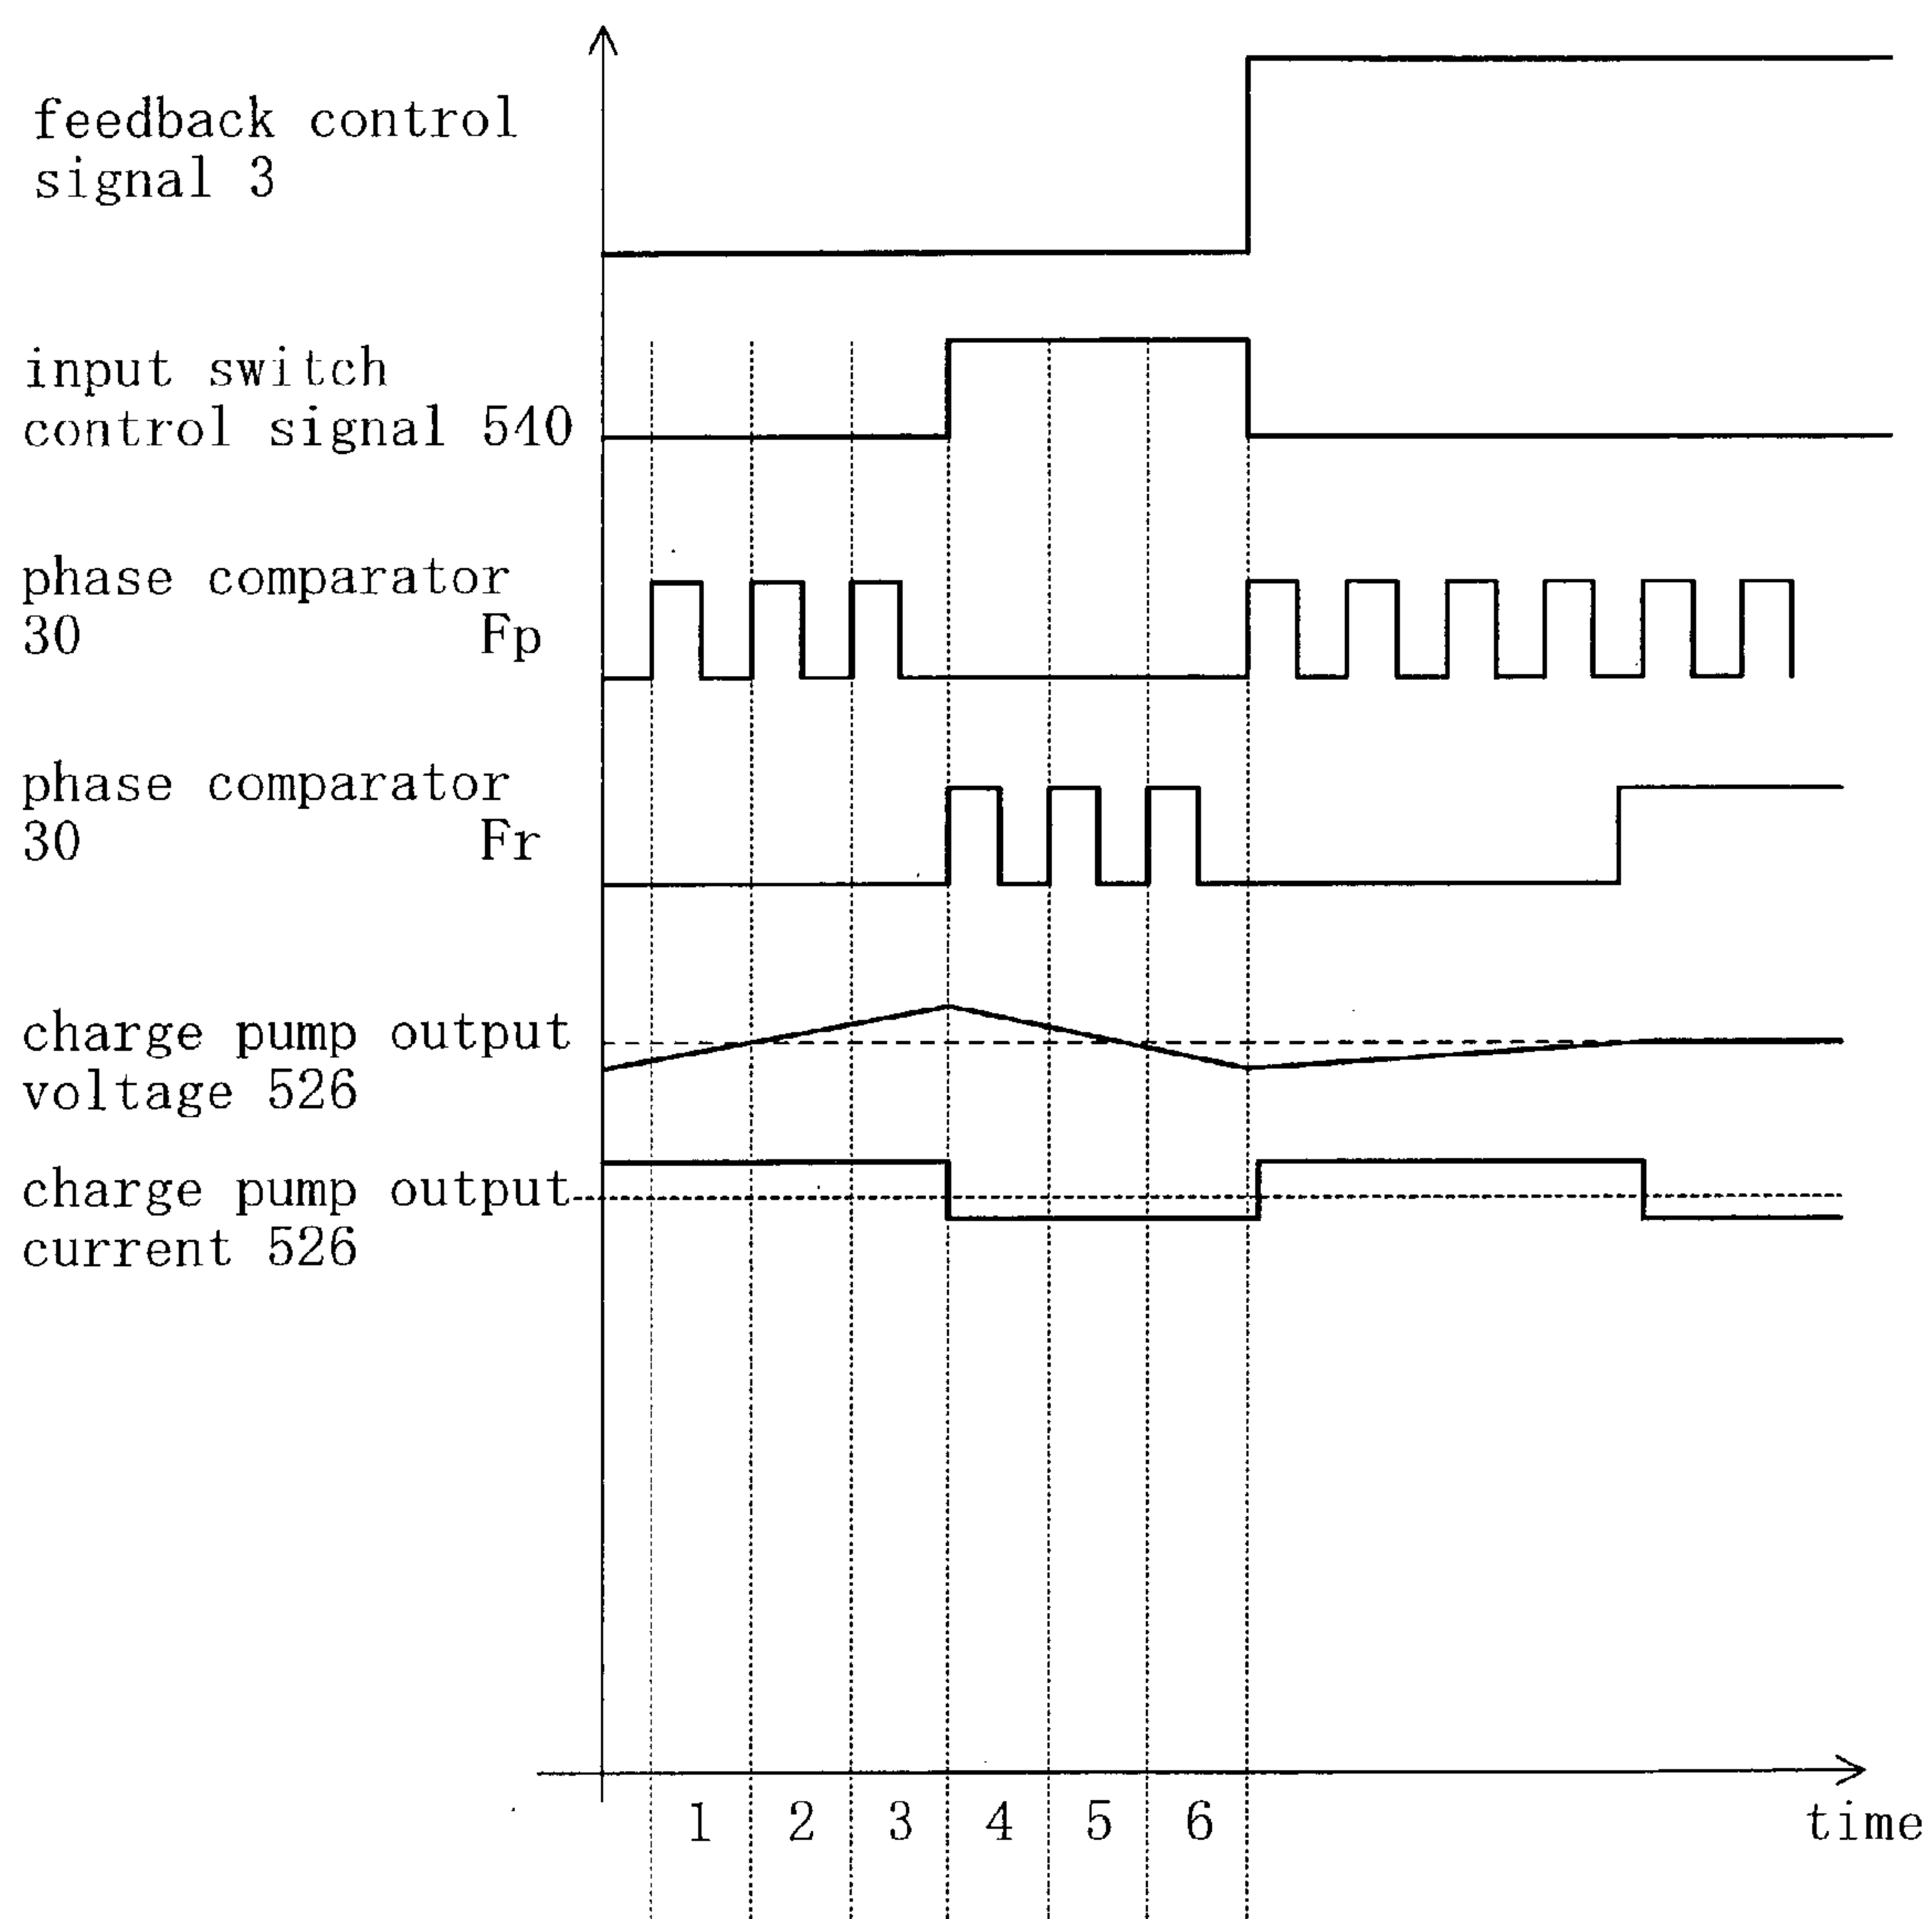 feedback control
signal 3
input switch
control signal 540
phase comparator
30 Fp
phase comparator
30 Fr
charge pump output
voltage 526
charge pump output
current 526
1 2 3 4 5 6
time